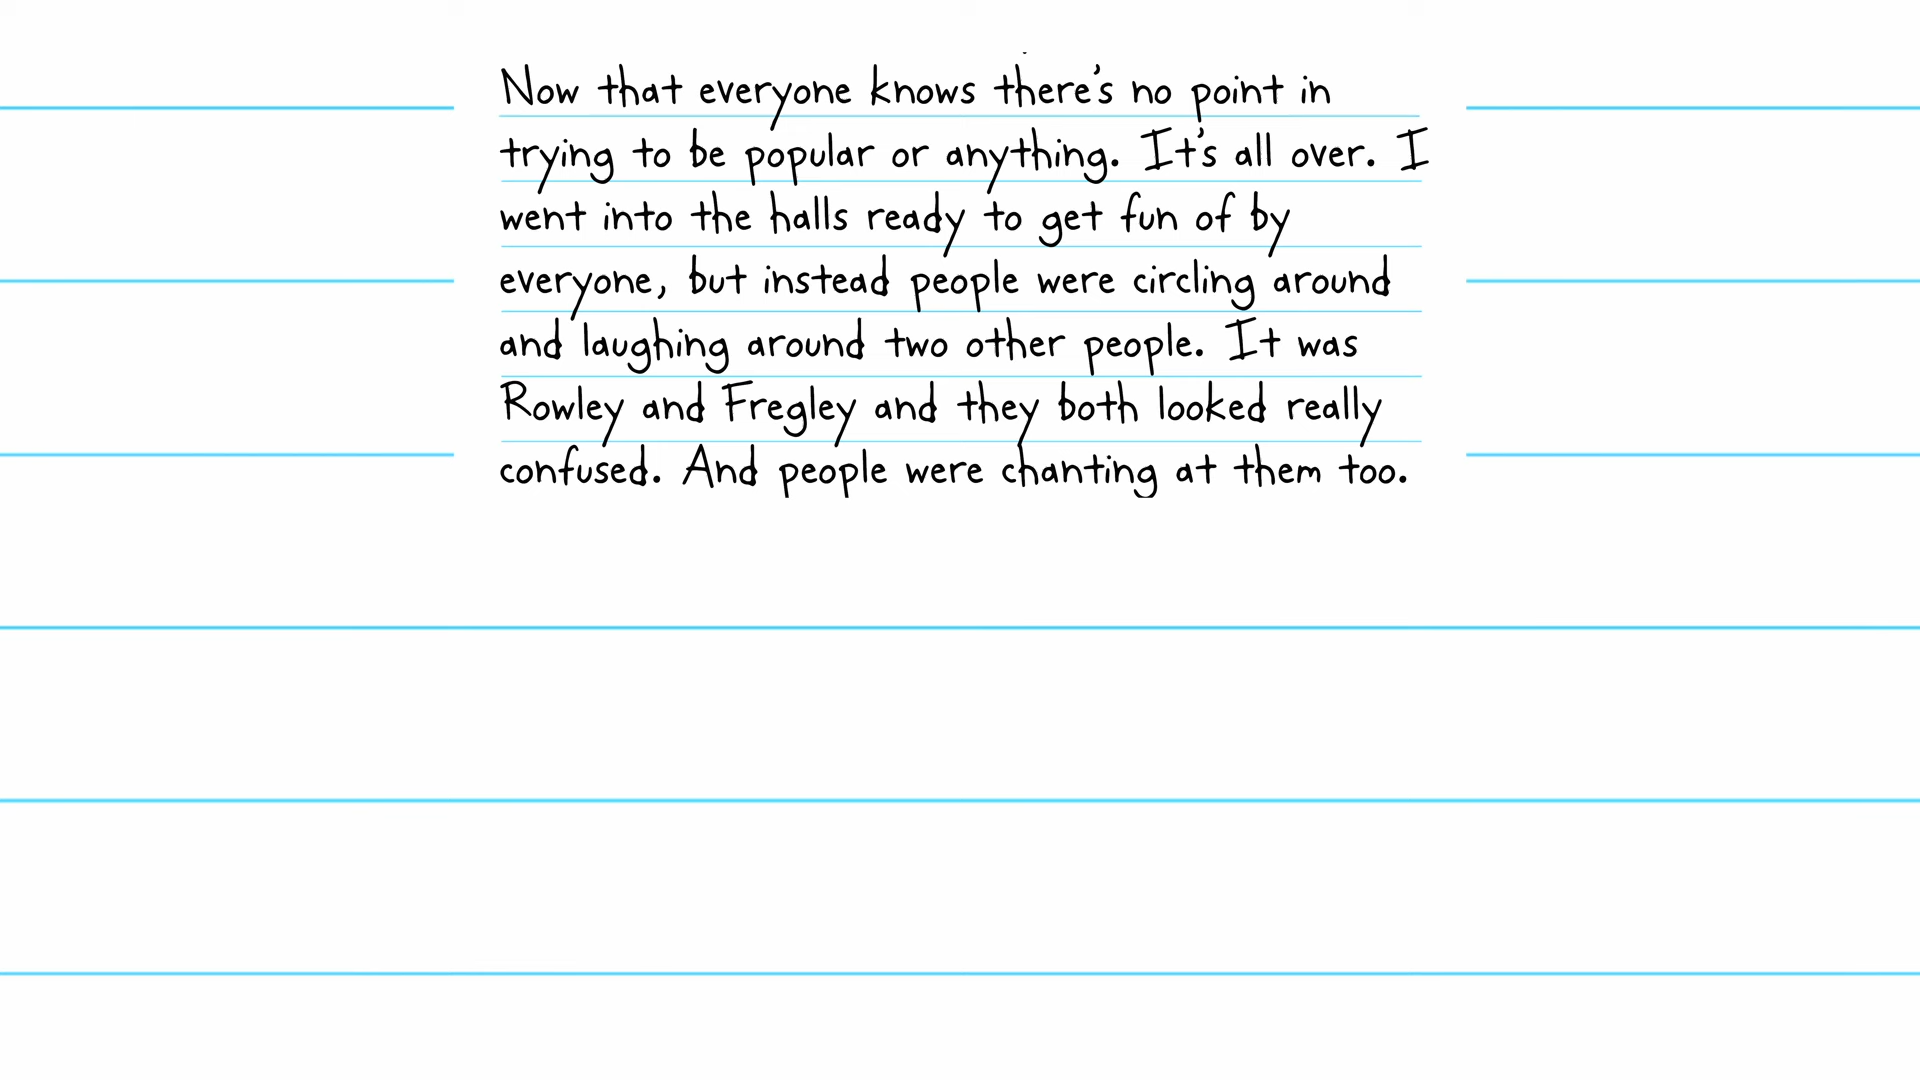 Now that everyone knows there's no point in
trying to be popular or anything. It's all over. I
went into the halls ready to get fun of by
everyone, but instead people were circling around
and laughing around two other people. It was
Rowley and Fregley and they both looked really
confused. And people were chanting at them too.